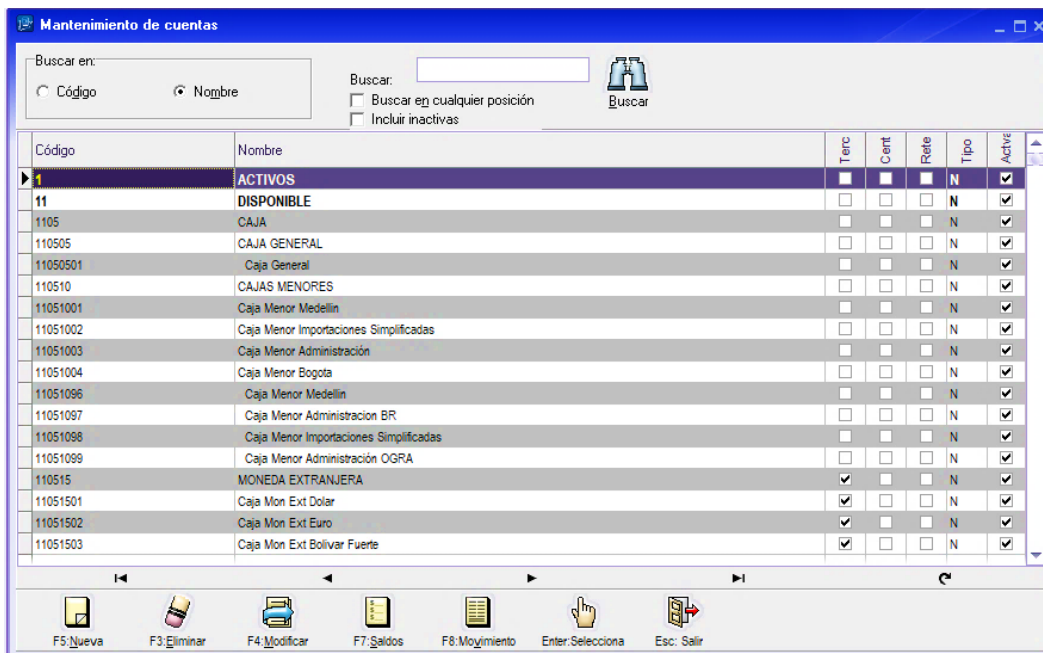 Mantenimiento de cuentas
Buscar en:
Código Nombre
Buscar:
Buscar en cualquier posición
Incluir inactivas
Buscar
Código Nombre Terc Cent Rete Tipo Actva
1 ACTIVOS N
11 DISPONIBLE N
1105 CAJA N
110505 CAJA GENERAL N
11050501 Caja General N
110510 CAJAS MENORES N
11051001 Caja Menor Medellin N
11051002 Caja Menor Importaciones Simplificadas N
11051003 Caja Menor Administración N
11051004 Caja Menor Bogota N
11051096 Caja Menor Medellin N
11051097 Caja Menor Administracion BR N
11051098 Caja Menor Importaciones Simplificadas N
11051099 Caja Menor Administración OGRA N
110515 MONEDA EXTRANJERA N
11051501 Caja Mon Ext Dolar N
11051502 Caja Mon Ext Euro N
11051503 Caja Mon Ext Bolivar Fuerte N
F5:Nueva F3:Eliminar F4:Modificar F7:Saldos F8:Movimiento Enter:Selecciona Esc: Salir